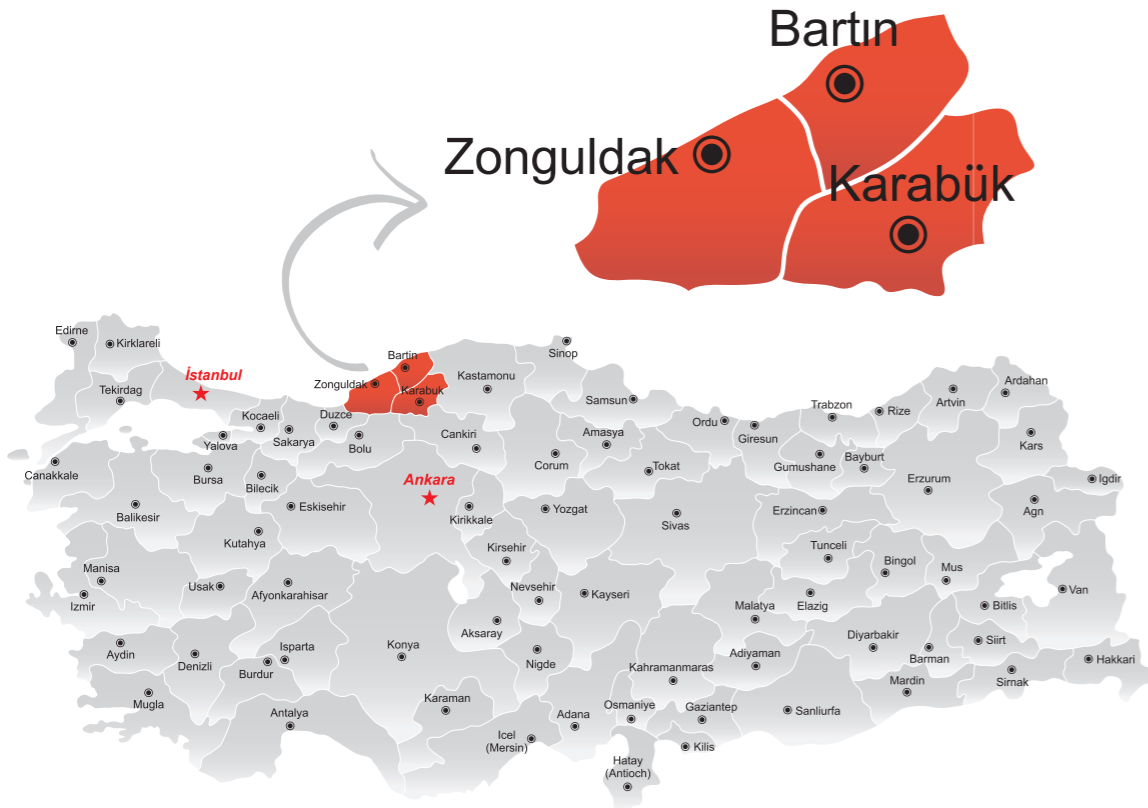 Bartın
Zonguldak
Karabük
Edirne
Kirklareli
Sinop
Bartin
İstanbul
Zonguldak
Kastamonu
Ardahan
Tekirdag
Karabuk
Samsun
Artvin
Trabzon
Rize
Kocaeli
Duzce
Ordu
Giresun
Yalova
Sakarya
Bolu
Cankiri
Amasya
Kars
Canakkale
Bursa
Bilecik
Corum
Tokat
Gumushane
Bayburt
Ankara
Erzurum
Igdir
Balikesir
Eskisehir
Kirikkale
Yozgat
Sivas
Erzincan
Agn
Kutahya
Kirsehir
Tunceli
Bingol
Mus
Manisa
Usak
Afyonkarahisar
Nevsehir
Kayseri
Malatya
Elazig
Van
Izmir
Bitlis
Aksaray
Diyarbakir
Siirt
Aydin
Denizli
Isparta
Konya
Nigde
Adiyaman
Barman
Hakkari
Burdur
Kahramanmaras
Mardin
Sirnak
Mugla
Karaman
Osmaniye
Gaziantep
Sanliurfa
Antalya
Adana
Icel
(Mersin)
Kilis
Hatay
(Antioch)